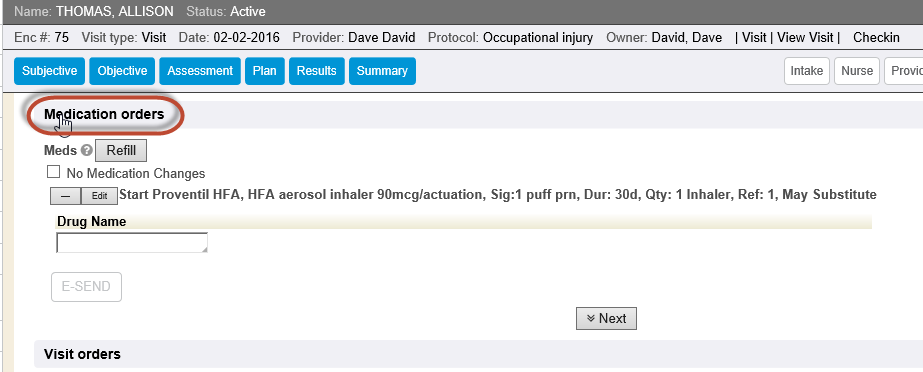 Name: THOMAS, ALLISON Status: Active
Enc #: 75 Visit type: Visit Date: 02-02-2016 Provider: Dave David Protocol: Occupational injury Owner: David, Dave | Visit | View Visit | Checkin
Subjective Objective Assessment Plan Results Summary Intake Nurse Provid
Medication orders
Meds ? Refill
No Medication Changes
— Edit Start Proventil HFA, HFA aerosol inhaler 90mcg/actuation, Sig:1 puff prn, Dur: 30d, Qty: 1 Inhaler, Ref: 1, May Substitute
Drug Name
E-SEND
Next
Visit orders